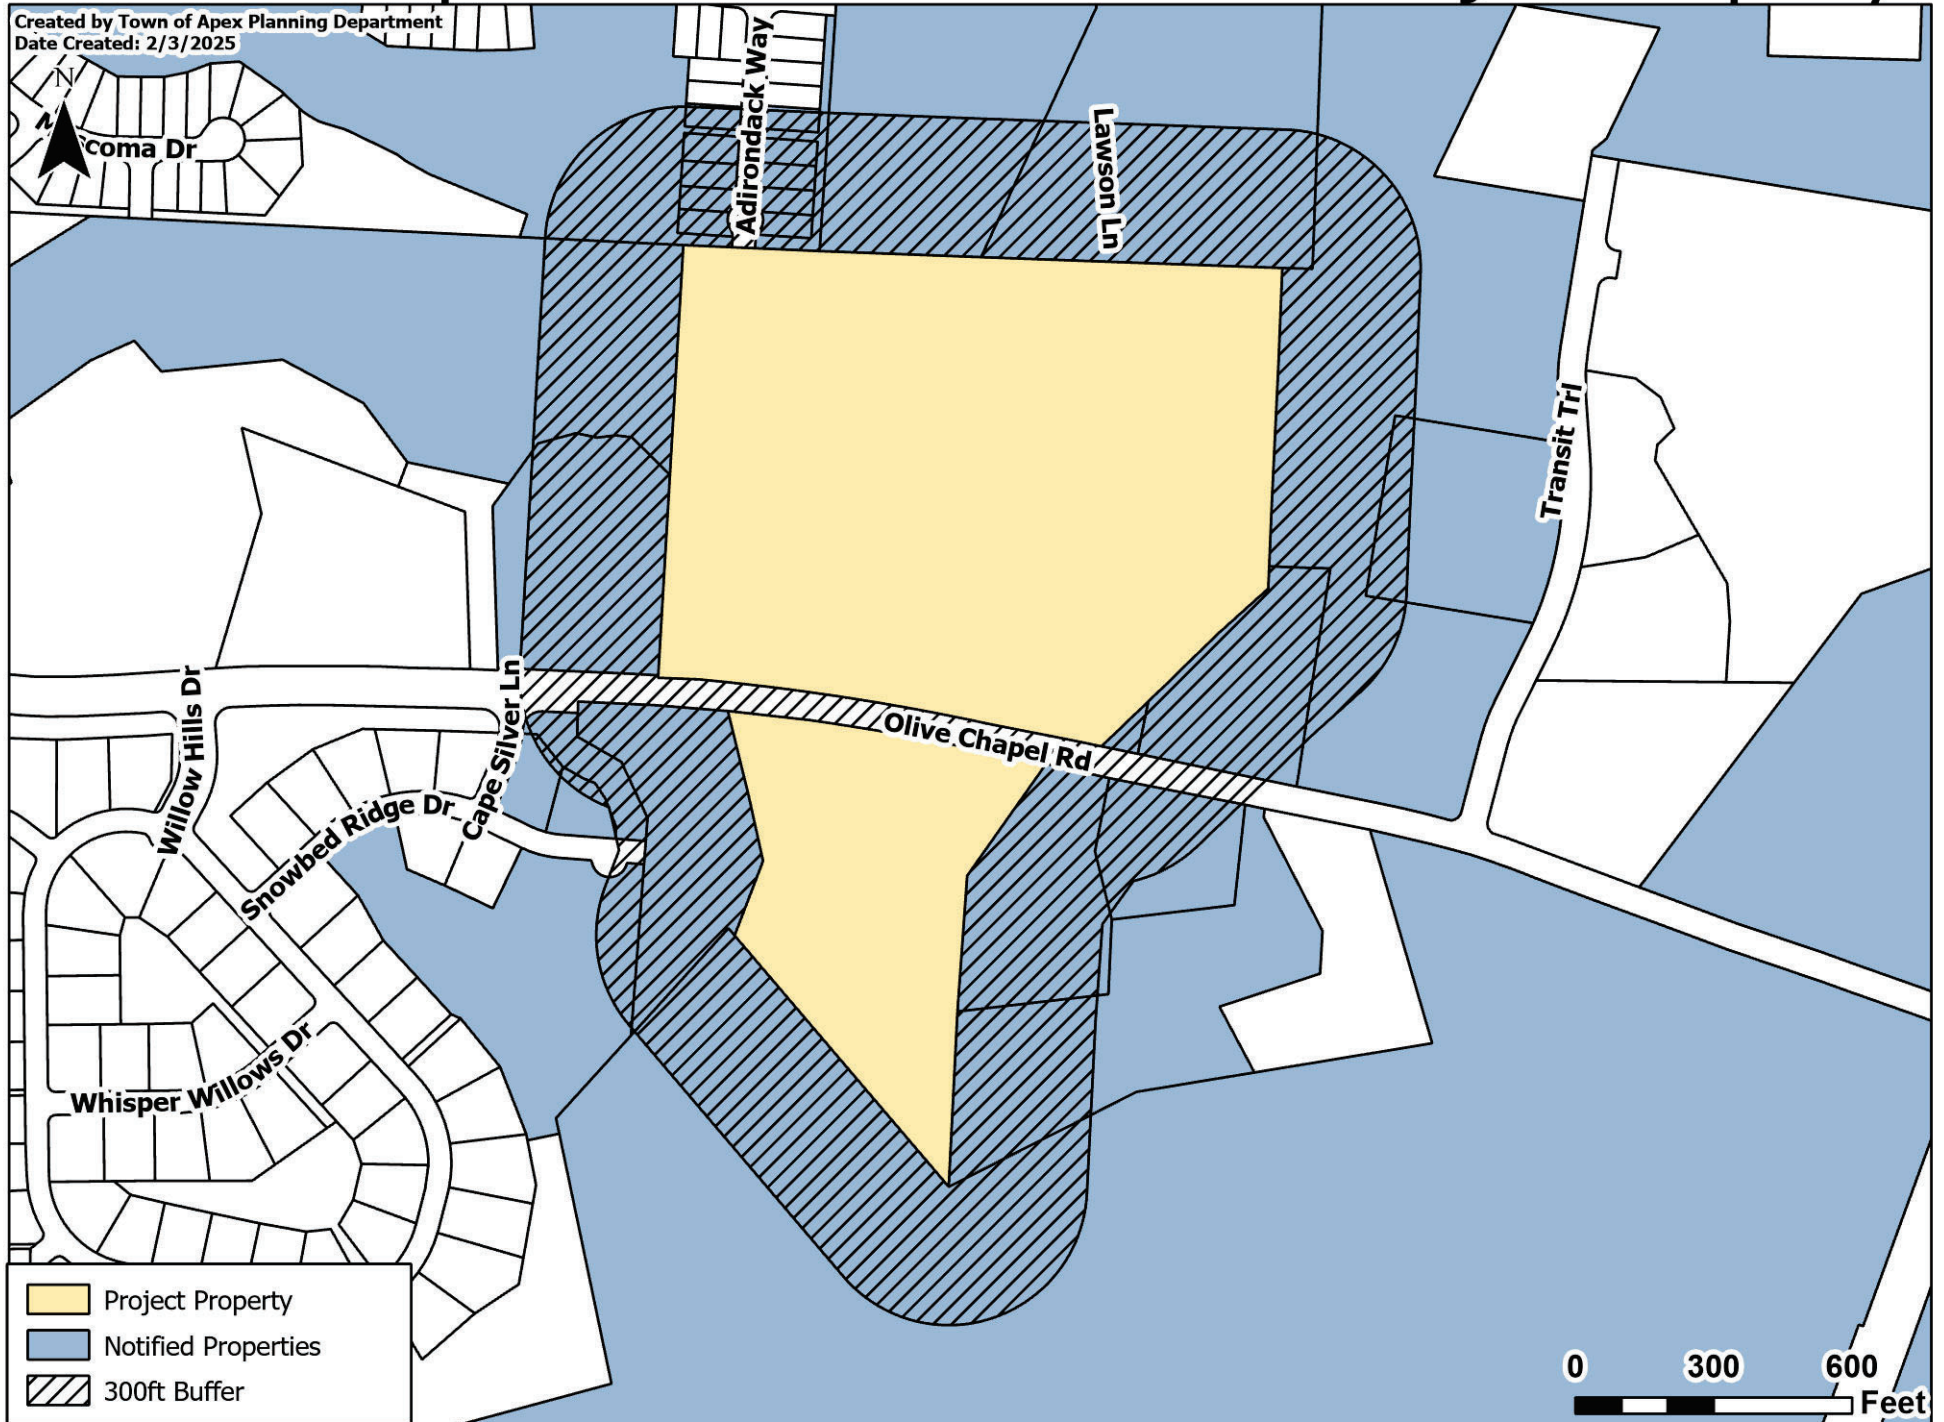 Created by Town of Apex Planning Department
Date Created: 2/3/2025
N
coma Dr
Adirondack Way
Lawson Ln
Transit Trl
Willow Hills Dr
Cape Silver Ln
Olive Chapel Rd
Snowbed Ridge Dr
Whisper Willows Dr
Project Property
Notified Properties
300ft Buffer
0 300 600
Feet